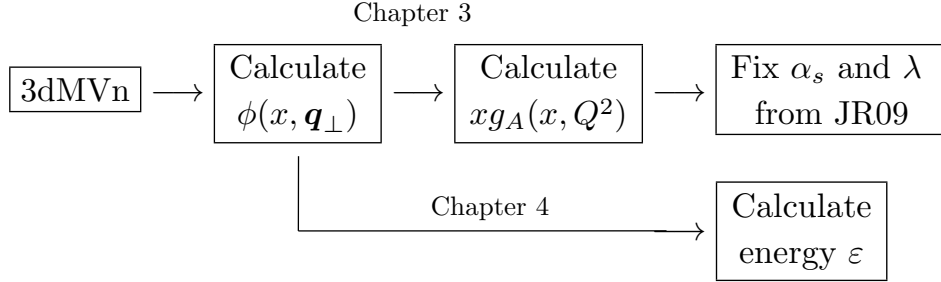 Chapter 3
3dMVn
Calculate
ϕ(x, q⊥)
Calculate
xg_A(x, Q²)
Fix α_s and λ
from JR09
Chapter 4
Calculate
energy ε